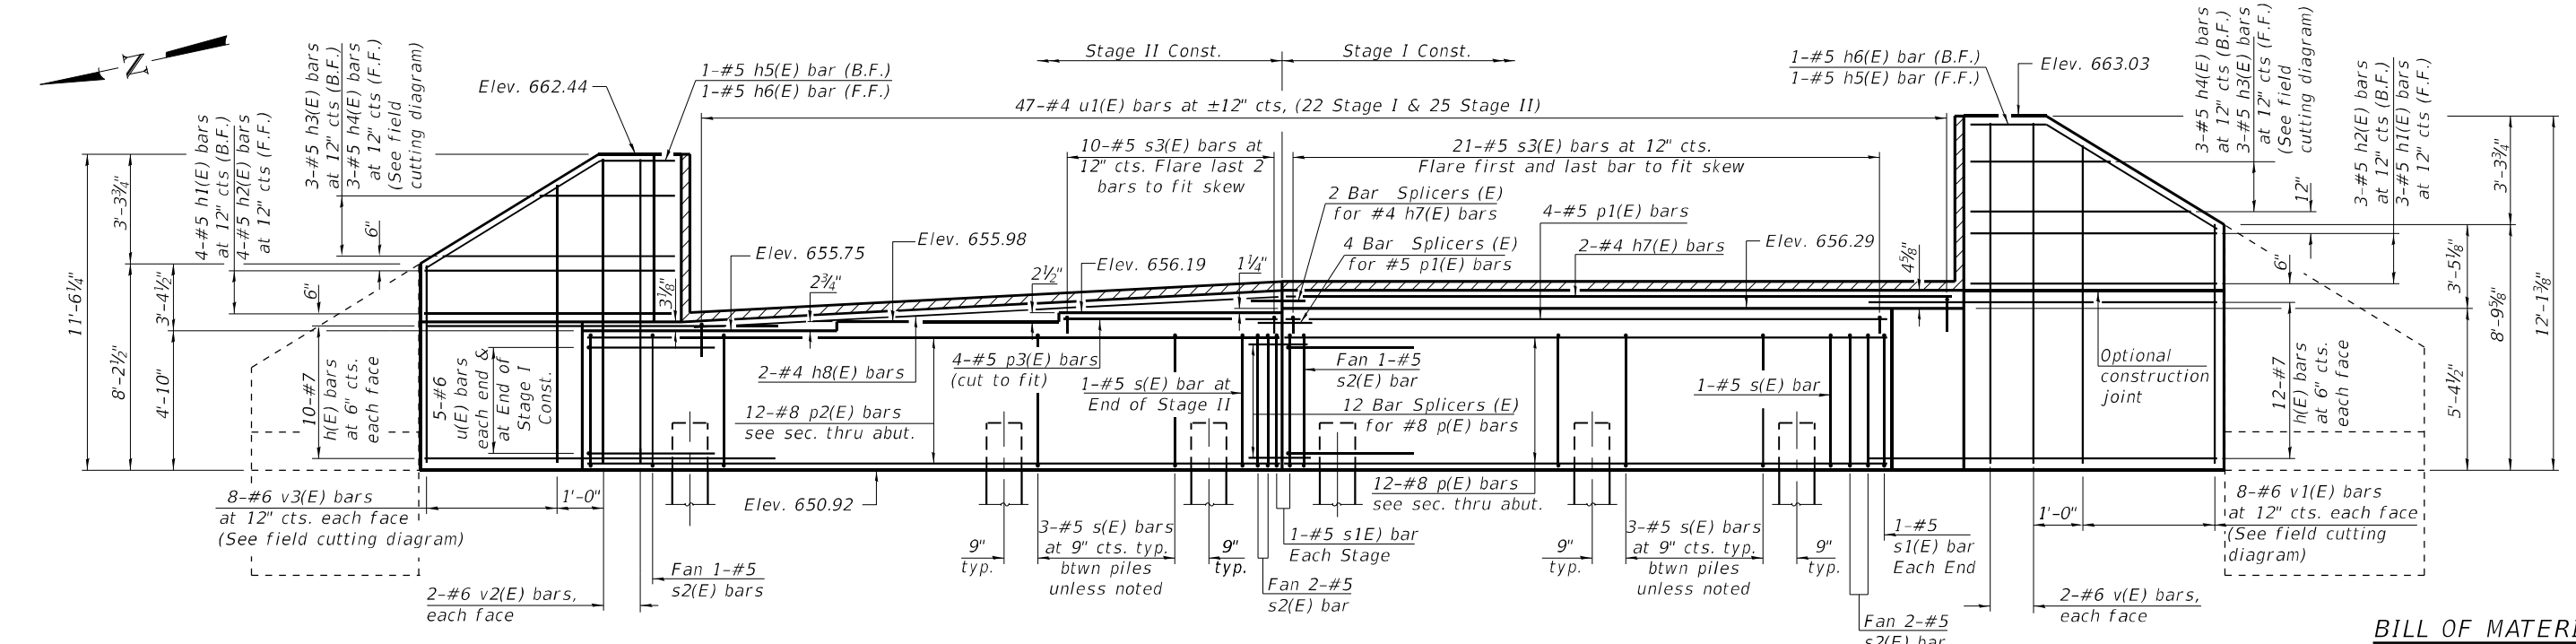 N
Stage II Const.
Stage I Const.
47-#4 u1(E) bars at ±12" cts, (22 Stage I & 25 Stage II)
3-#5 h3(E) bars
at 12" cts (B.F.)
3-#5 h4(E) bars
at 12" cts (F.F.)
(See field
cutting diagram)
4-#5 h1(E) bars
at 12" cts (B.F.)
4-#5 h2(E) bars
at 12" cts (F.F.)
Elev. 662.44
1-#5 h5(E) bar (B.F.)
1-#5 h6(E) bar (F.F.)
10-#5 s3(E) bars at
12" cts. Flare last 2
bars to fit skew
21-#5 s3(E) bars at 12" cts.
Flare first and last bar to fit skew
2 Bar Splicers (E)
for #4 h7(E) bars
4 Bar Splicers (E)
for #5 p1(E) bars
4-#5 p1(E) bars
2-#4 h7(E) bars
1-#5 h6(E) bar (B.F.)
1-#5 h5(E) bar (F.F.)
Elev. 663.03
3-#5 h4(E) bars
at 12" cts (B.F.)
3-#5 h3(E) bars
at 12" cts (F.F.)
(See field
cutting diagram)
3-#5 h2(E) bars
at 12" cts (B.F.)
3-#5 h1(E) bars
at 12" cts (F.F.)
12"
6"
3'-3¾"
3'-5⅛"
8'-9⅝"
12'-1⅜"
5'-4½"
11'-6¼"
3'-3¾"
8'-2½"
3'-4½"
4'-10"
6"
6"
3⅛"
Elev. 655.75
2¾"
Elev. 655.98
2½"
Elev. 656.19
1¼"
Elev. 656.29
4⅝"
10-#7
h(E) bars
at 6" cts.
each face
5-#6
u(E) bars
each end &
at End of
Stage I
Const.
2-#4 h8(E) bars
12-#8 p2(E) bars
see sec. thru abut.
4-#5 p3(E) bars
(cut to fit)
1-#5 s(E) bar at
End of Stage II
Fan 1-#5
s2(E) bar
12 Bar Splicers (E)
for #8 p(E) bars
1-#5 s(E) bar
Optional
construction
joint
12-#7
h(E) bars
at 6" cts.
each face
8-#6 v3(E) bars
at 12" cts. each face
(See field cutting diagram)
1'-0"
Elev. 650.92
12-#8 p(E) bars
see sec. thru abut.
9"
typ.
3-#5 s(E) bars
at 9" cts. typ.
btwn piles
unless noted
9"
typ.
1-#5 s1E) bar
Each Stage
9"
typ.
3-#5 s(E) bars
at 9" cts. typ.
btwn piles
unless noted
9"
typ.
1-#5
s1(E) bar
Each End
1'-0"
8-#6 v1(E) bars
at 12" cts. each face
(See field cutting
diagram)
2-#6 v2(E) bars,
each face
Fan 1-#5
s2(E) bars
Fan 2-#5
s2(E) bar
Fan 2-#5
s2(E) bar
2-#6 v(E) bars,
each face
BILL OF MATERI